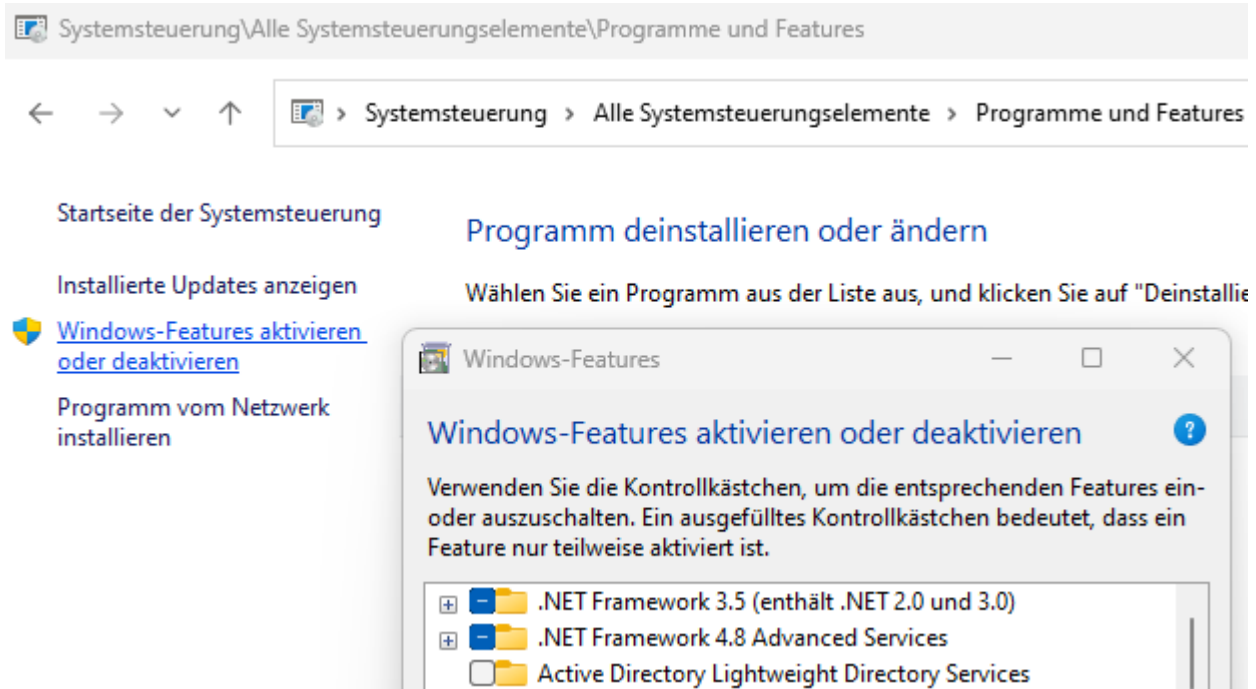 Systemsteuerung\Alle Systemsteuerungselemente\Programme und Features
Systemsteuerung > Alle Systemsteuerungselemente > Programme und Features
Startseite der Systemsteuerung
Installierte Updates anzeigen
Windows-Features aktivieren
oder deaktivieren
Programm vom Netzwerk
installieren
Programm deinstallieren oder ändern
Wählen Sie ein Programm aus der Liste aus, und klicken Sie auf "Deinstallie
Windows-Features
Windows-Features aktivieren oder deaktivieren
Verwenden Sie die Kontrollkästchen, um die entsprechenden Features ein-
oder auszuschalten. Ein ausgefülltes Kontrollkästchen bedeutet, dass ein
Feature nur teilweise aktiviert ist.
.NET Framework 3.5 (enthält .NET 2.0 und 3.0)
.NET Framework 4.8 Advanced Services
Active Directory Lightweight Directory Services